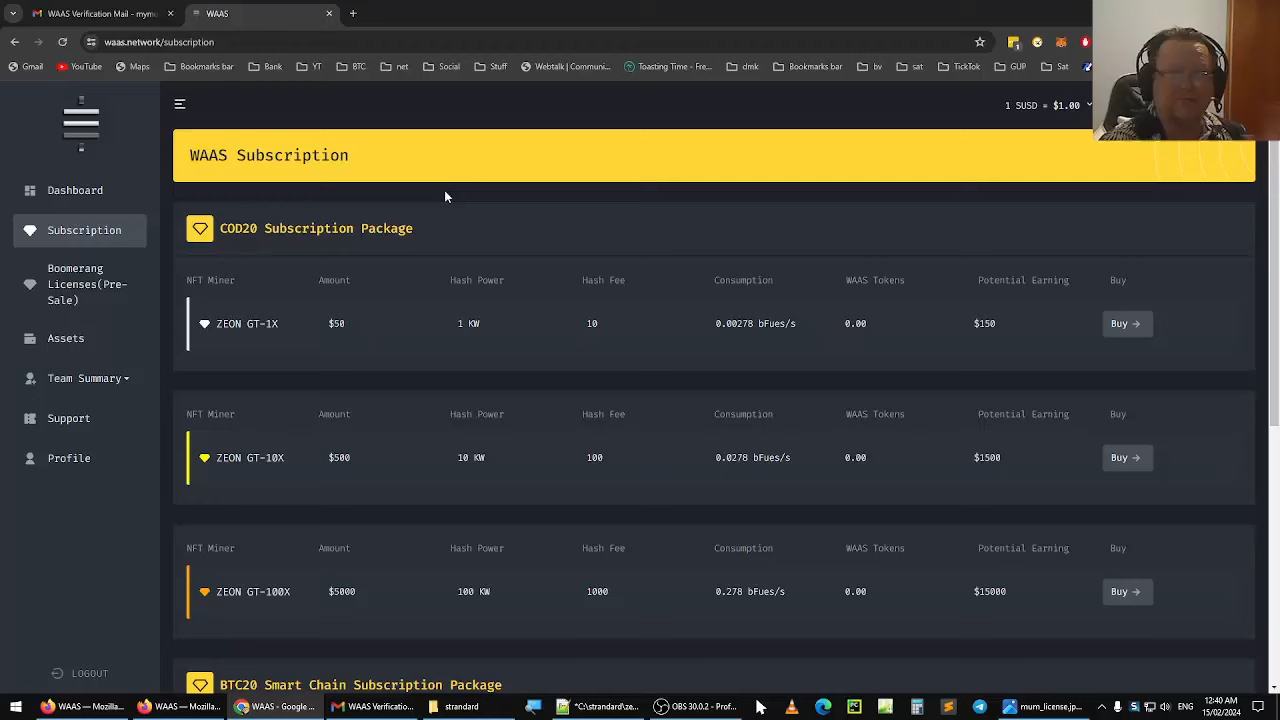 WAAS Verification Mail - mymu
WAAS
waas.network/subscription
Gmail YouTube Maps Bookmarks bar Bank YT BTC net Social Stuff Webtalk | Communi... Toasting Time - Fre... dmk Bookmarks bar bv sat TickTok GUP Sat
1 SUSD = $1.00
WAAS Subscription
Dashboard
Subscription
Boomerang
Licenses(Pre-
Sale)
Assets
Team Summary
Support
Profile
LOGOUT
COD20 Subscription Package
NFT Miner Amount Hash Power Hash Fee Consumption WAAS Tokens Potential Earning Buy
ZEON GT-1X $50 1 KW 10 0.00278 bFues/s 0.00 $150 Buy →
NFT Miner Amount Hash Power Hash Fee Consumption WAAS Tokens Potential Earning Buy
ZEON GT-10X $500 10 KW 100 0.0278 bFues/s 0.00 $1500 Buy →
NFT Miner Amount Hash Power Hash Fee Consumption WAAS Tokens Potential Earning Buy
ZEON GT-100X $5000 100 KW 1000 0.278 bFues/s 0.00 $15000 Buy →
BTC20 Smart Chain Subscription Package
WAAS — Mozilla... WAAS — Mozilla... WAAS - Google... WAAS Verificatio... standard \standard\zo... OBS 30.0.2 - Prof... mum_license.jp... 12:40 AM
15/02/2024